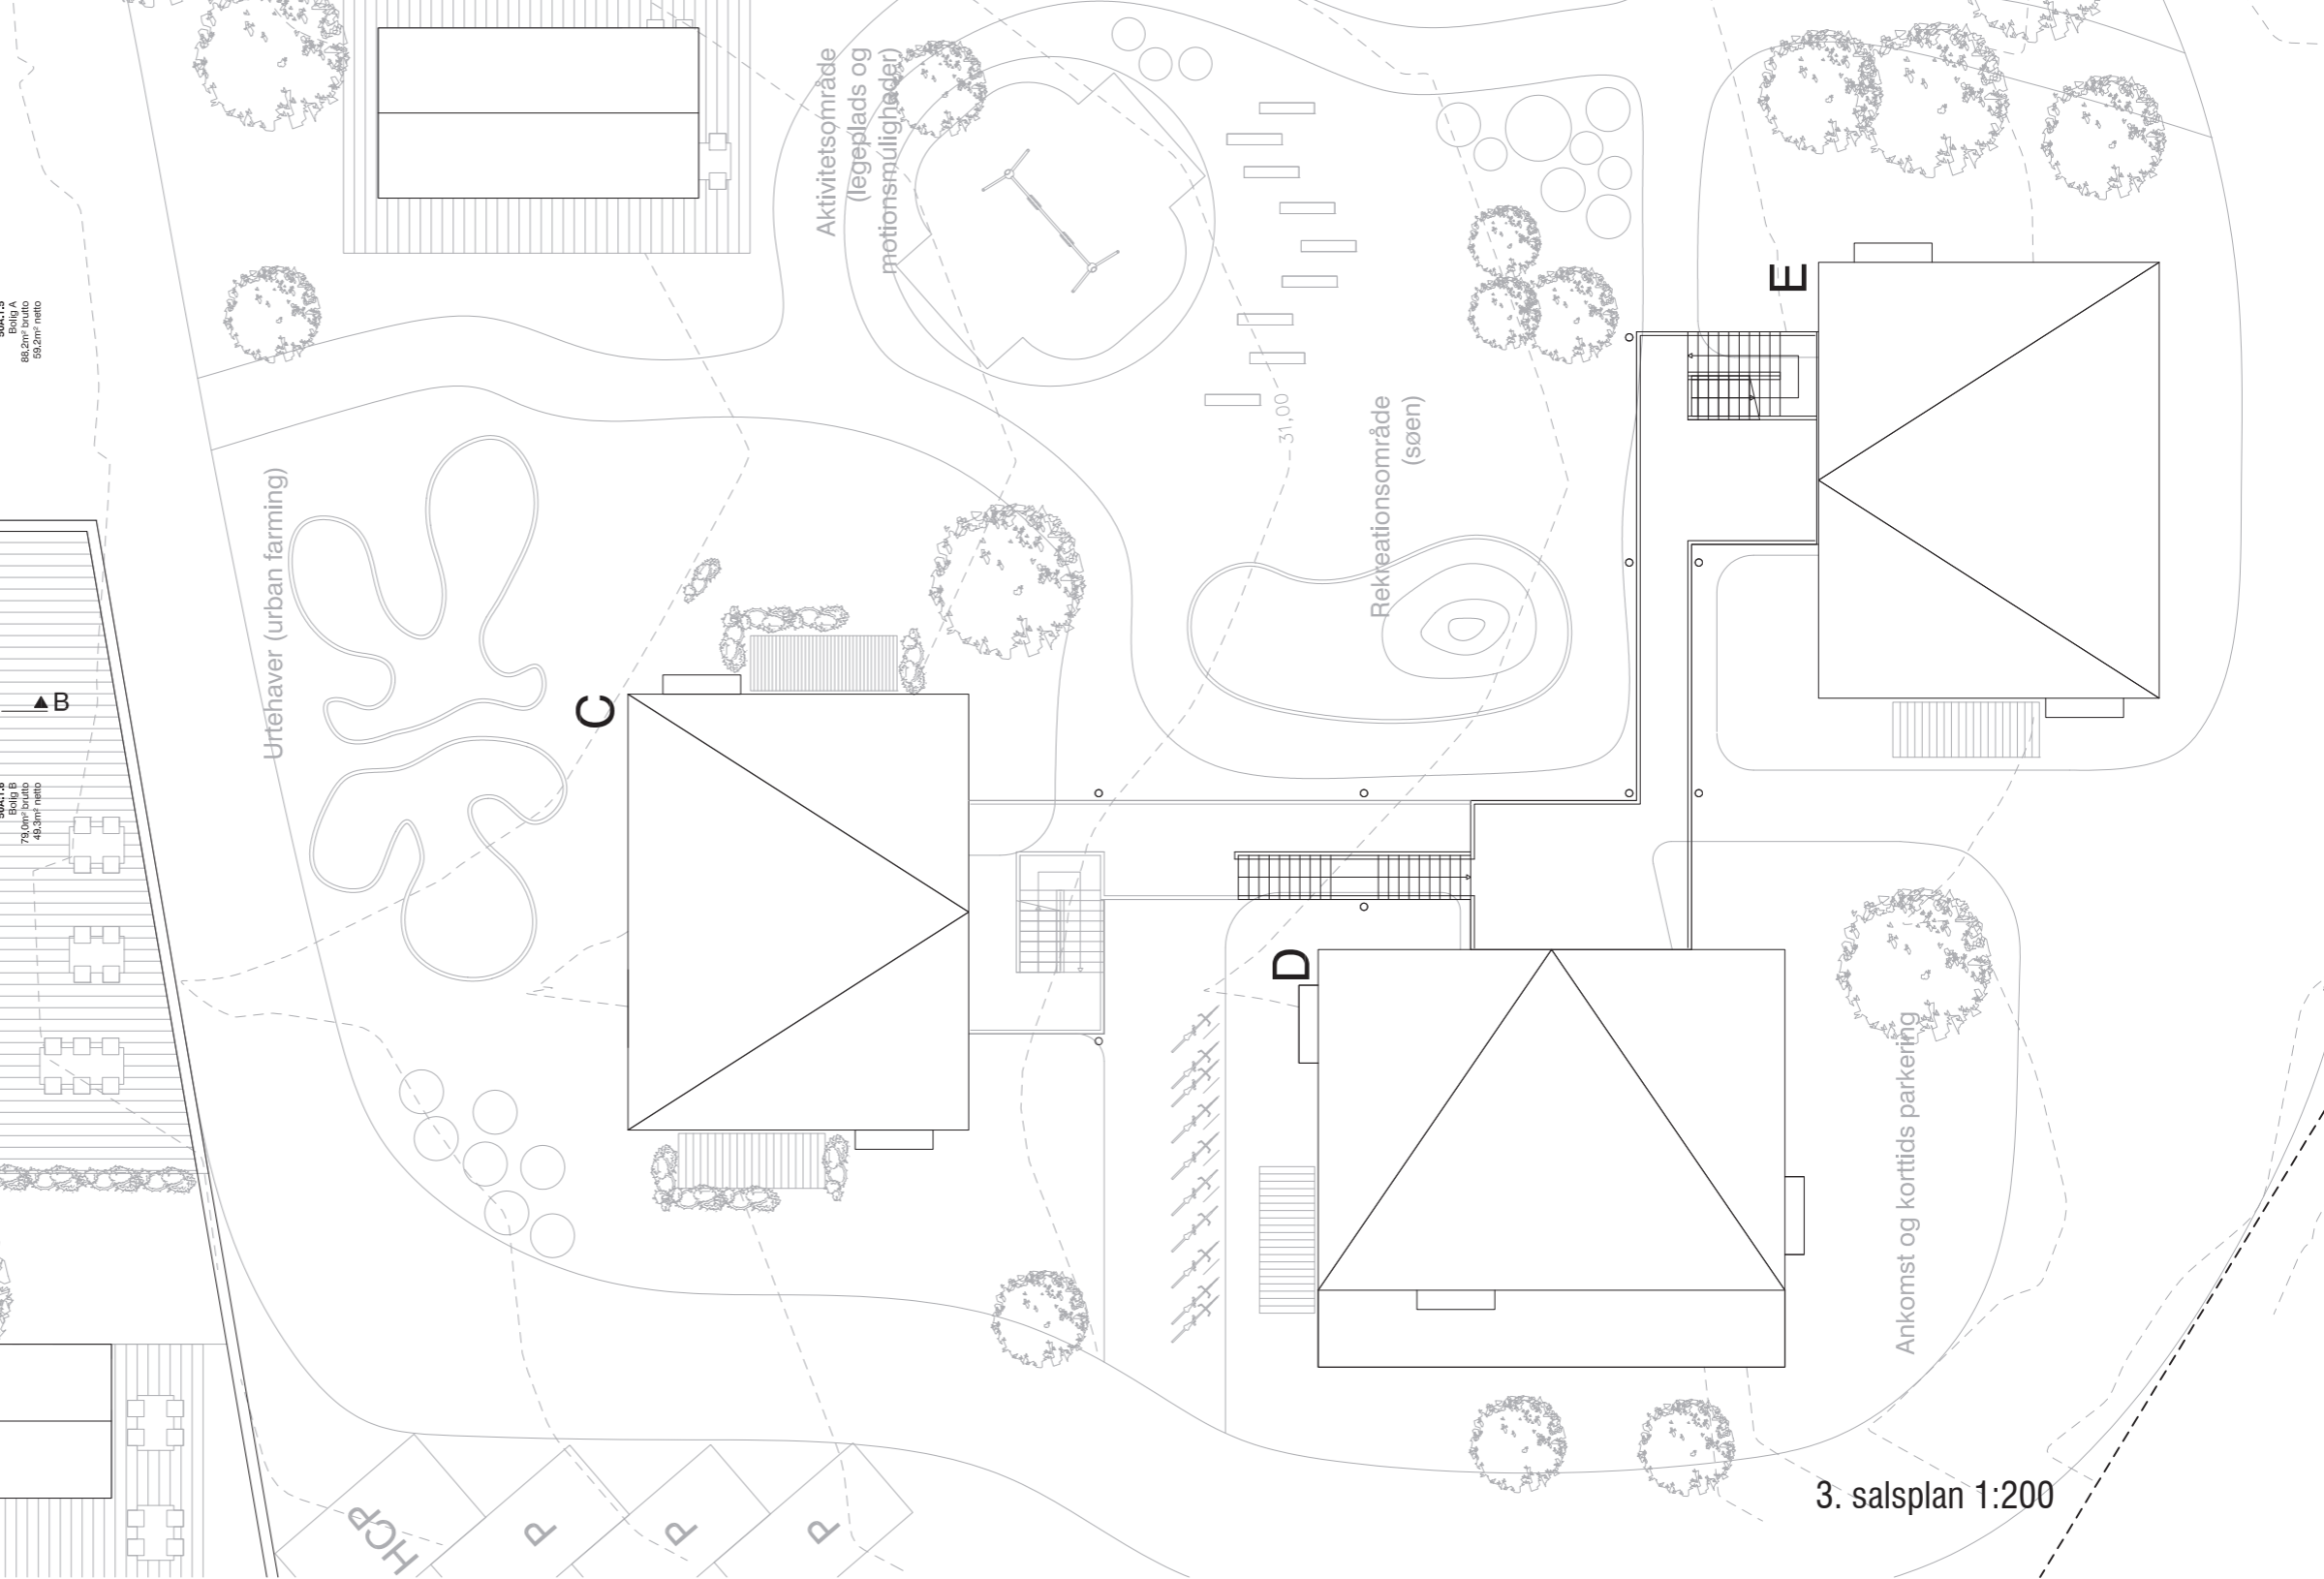 Aktivitetsområde
(legeplads og
motionsmuligheder)
E
Bolig A
88,2m² brutto
59,2m² netto
31,00
Rekreationsområde
(søen)
Urtehaver (urban farming)
C
B
Bolig B
79,0m² brutto
49,3m² netto
D
Ankomst og korttids parkering
3. salsplan 1:200
HCP
P
P
P